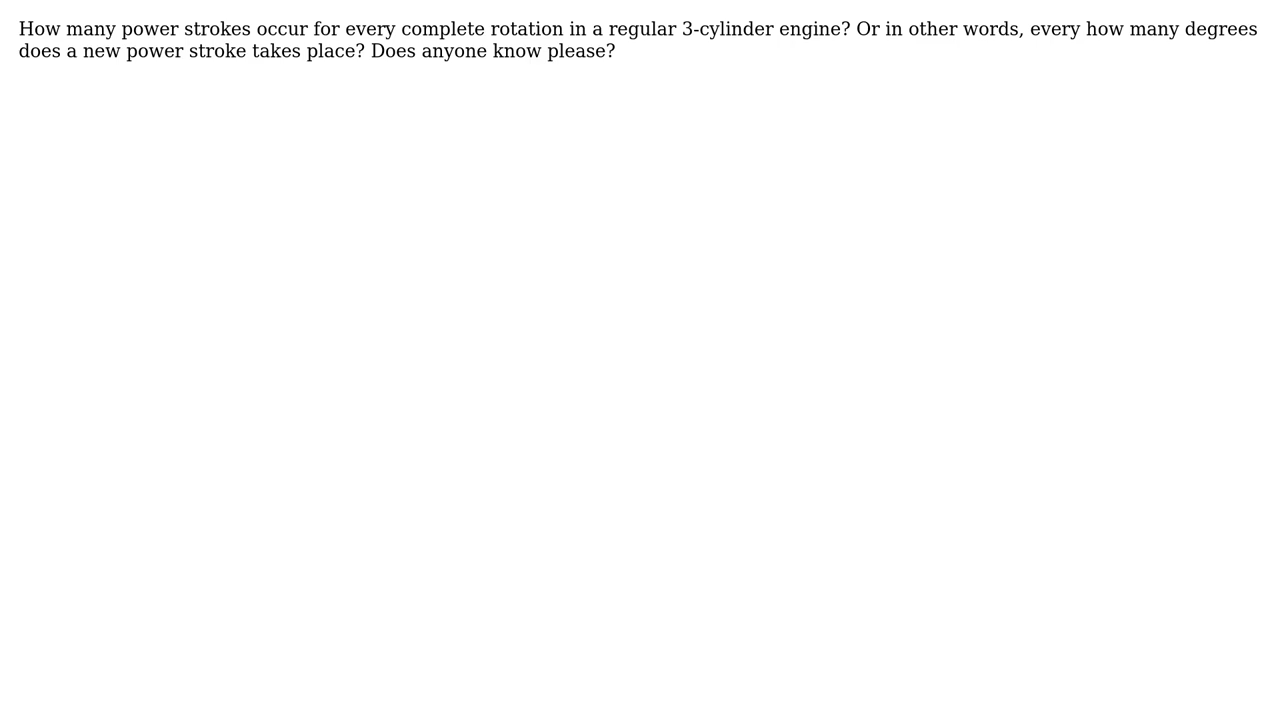 How many power strokes occur for every complete rotation in a regular 3-cylinder engine? Or in other words, every how many degrees
does a new power stroke takes place? Does anyone know please?